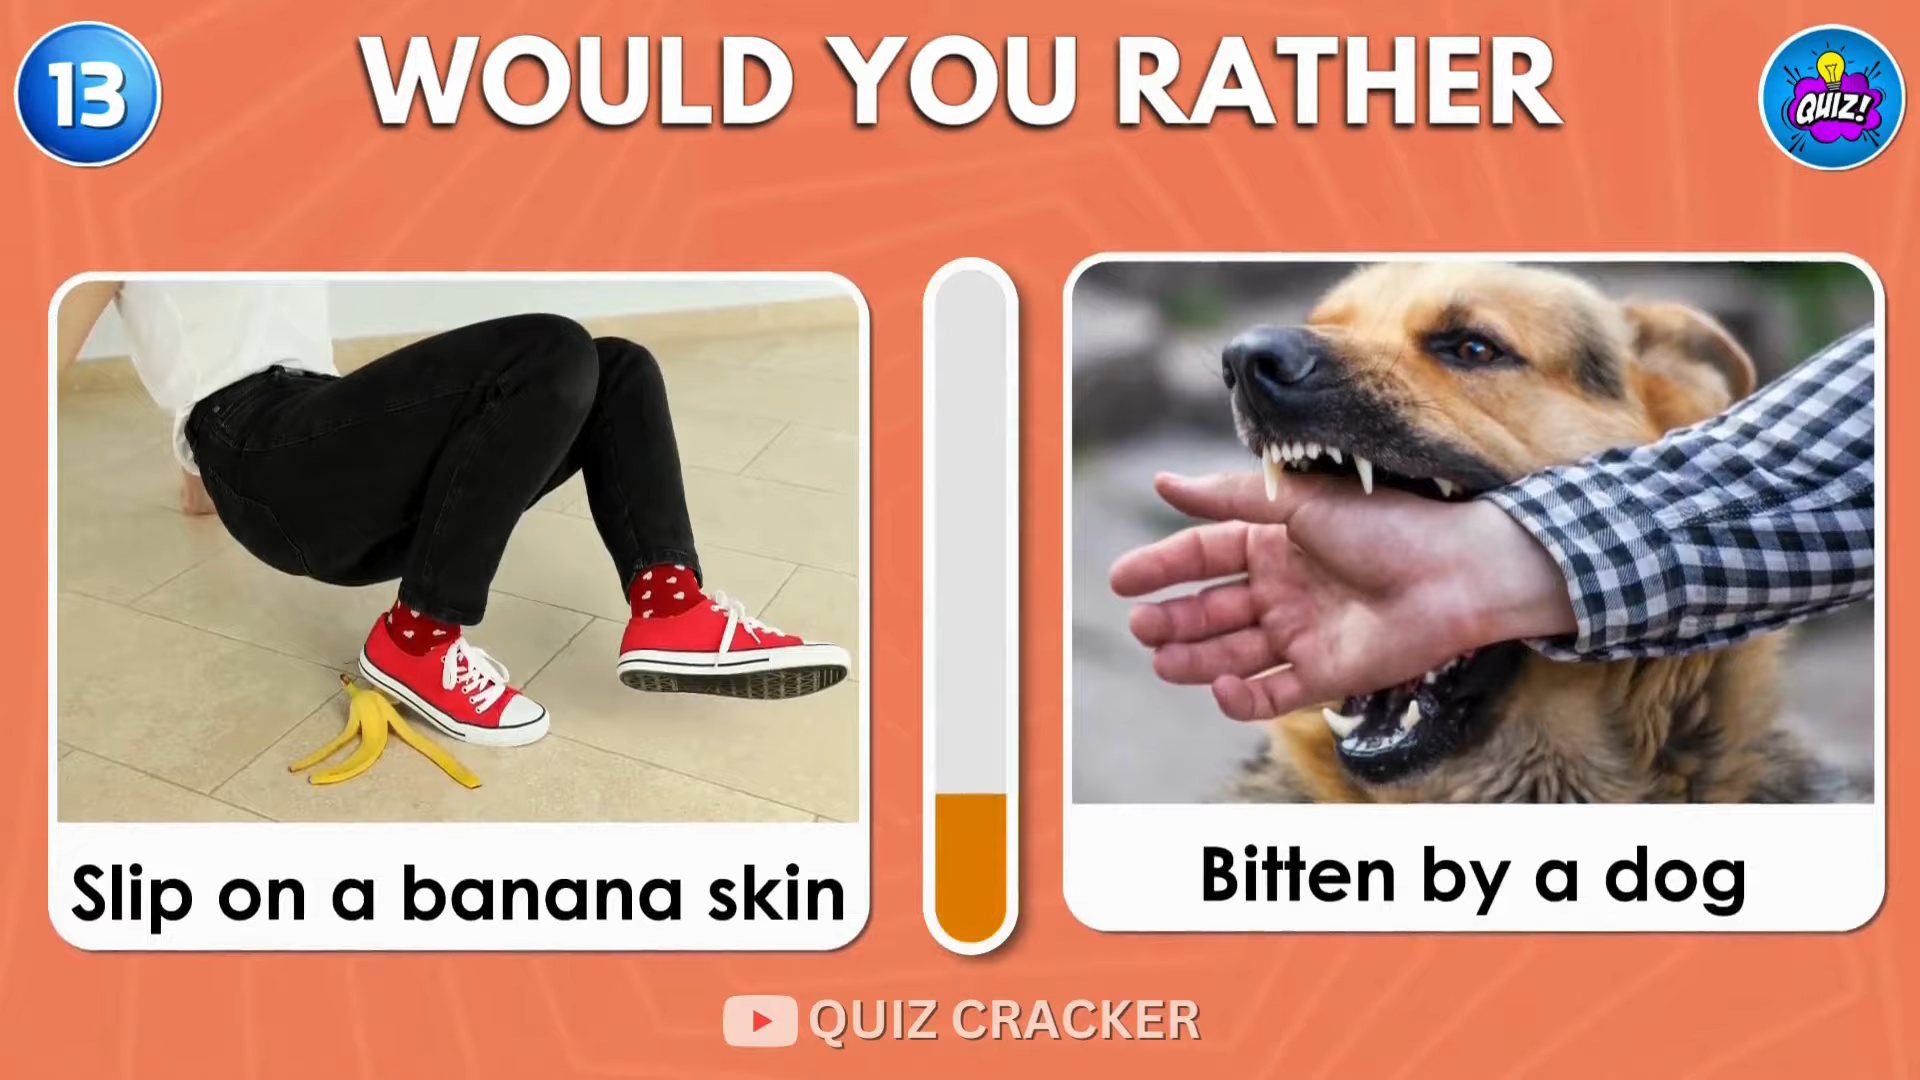 13
WOULD YOU RATHER
QUIZ!
Slip on a banana skin
Bitten by a dog
QUIZ CRACKER